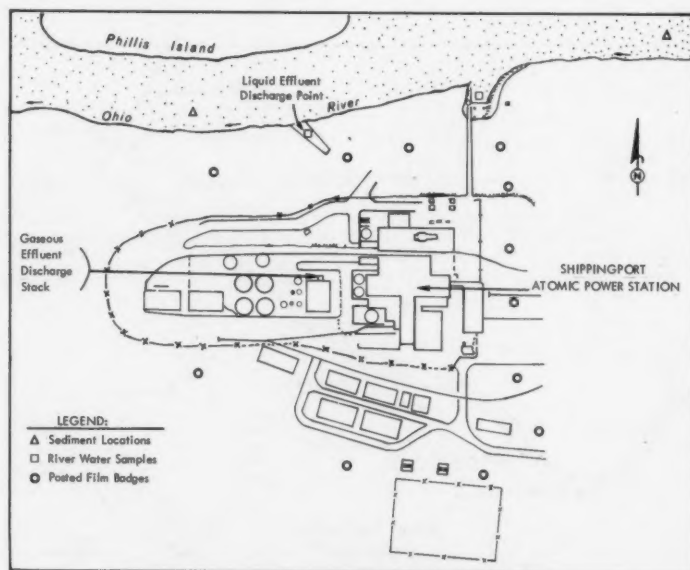 Phillis Island
Liquid Effluent
Discharge Point
River
Ohio
N
Gaseous
Effluent
Discharge
Stack
SHIPPINGPORT
ATOMIC POWER STATION
LEGEND:
Sediment Locations
River Water Samples
Posted Film Badges